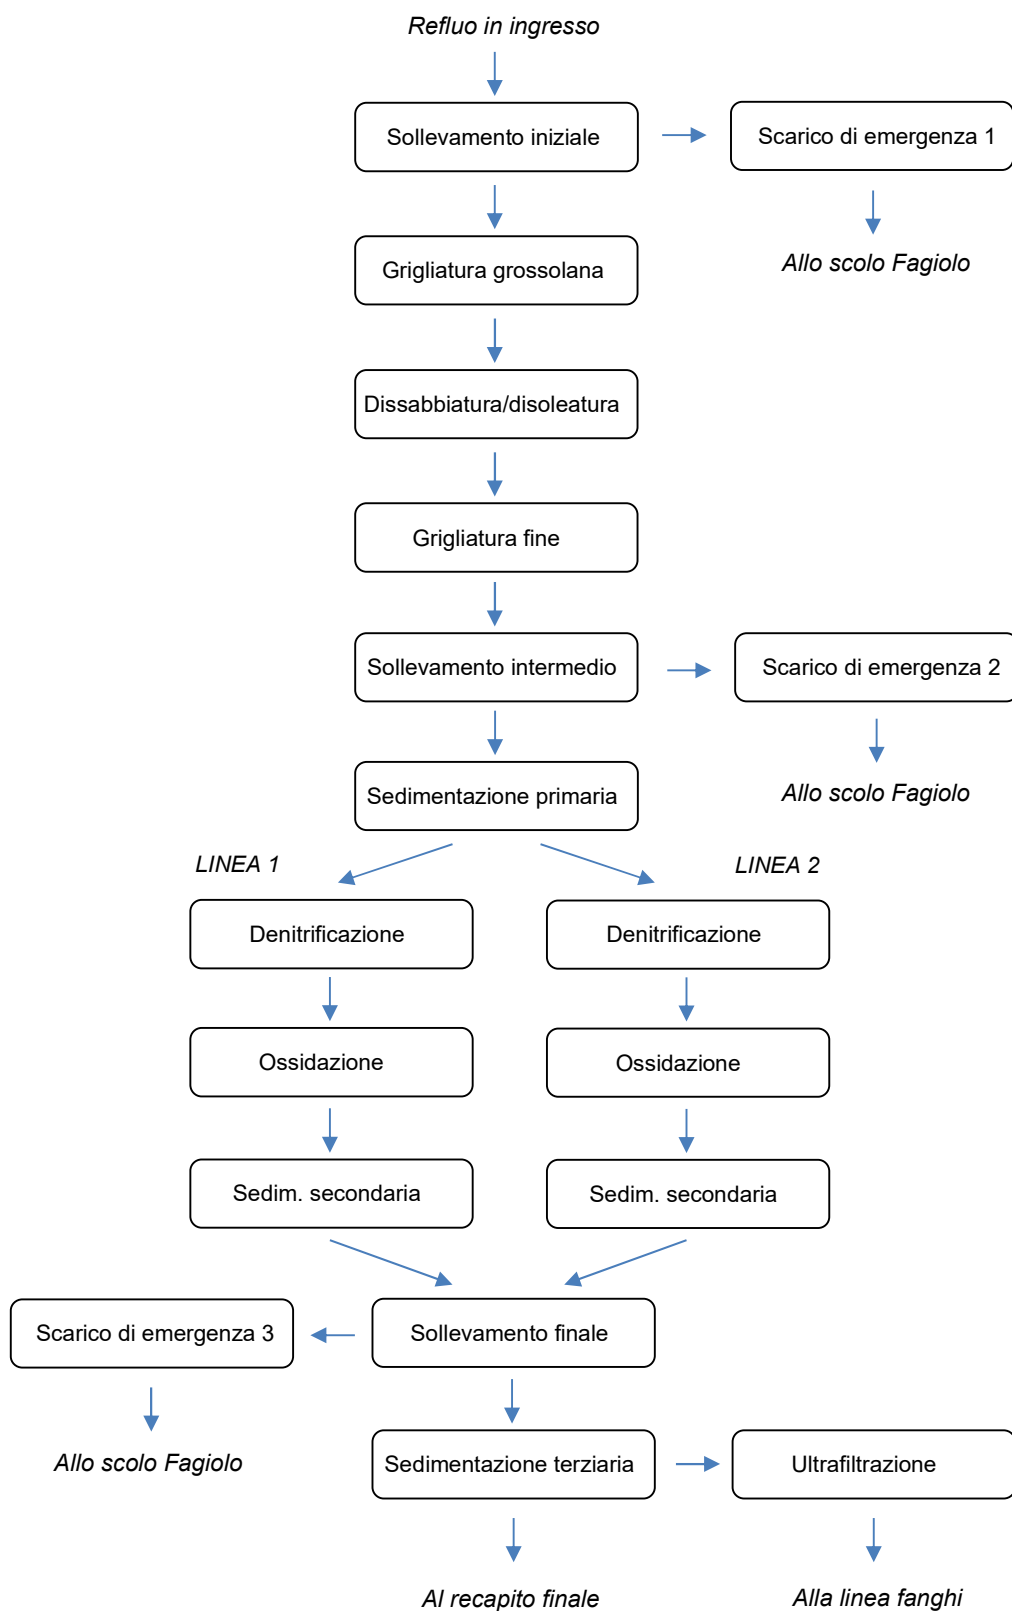 Refluo in ingresso
Sollevamento iniziale
Scarico di emergenza 1
Grigliatura grossolana
Allo scolo Fagiolo
Dissabbiatura/disoleatura
Grigliatura fine
Sollevamento intermedio
Scarico di emergenza 2
Sedimentazione primaria
Allo scolo Fagiolo
LINEA 1
LINEA 2
Denitrificazione
Denitrificazione
Ossidazione
Ossidazione
Sedim. secondaria
Sedim. secondaria
Scarico di emergenza 3
Sollevamento finale
Allo scolo Fagiolo
Sedimentazione terziaria
Ultrafiltrazione
Al recapito finale
Alla linea fanghi